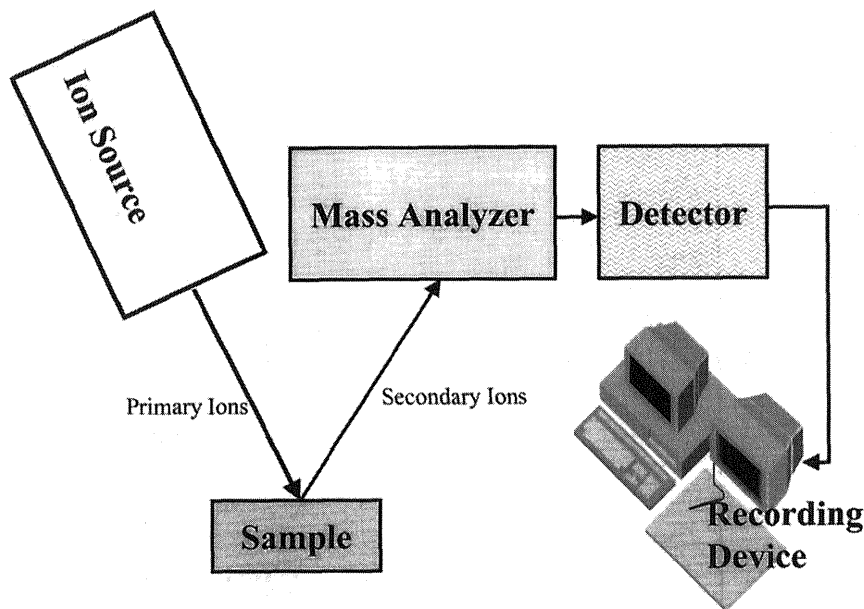 Ion Source
Mass Analyzer
Detector
Primary Ions
Secondary Ions
Sample
Recording
Device